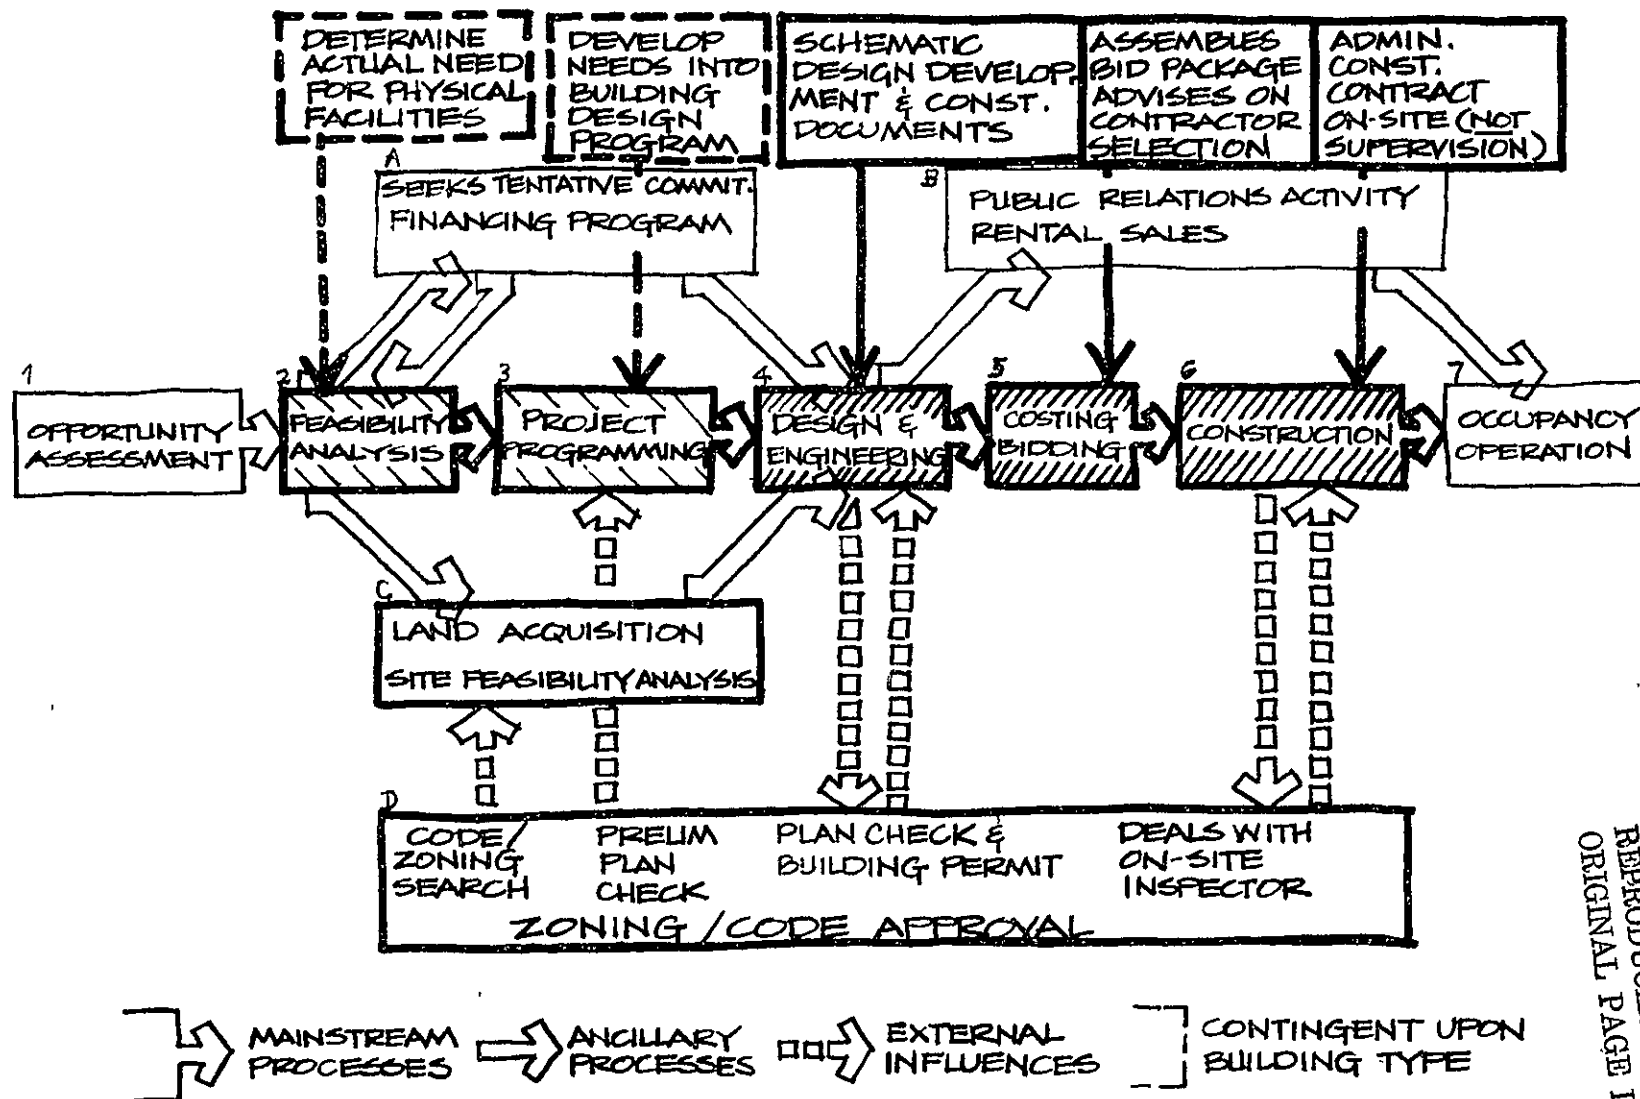 DETERMINE
ACTUAL NEED
FOR PHYSICAL
FACILITIES
DEVELOP
NEEDS INTO
BUILDING
DESIGN
PROGRAM
SCHEMATIC
DESIGN DEVELOP.
MENT & CONST.
DOCUMENTS
ASSEMBLES
BID PACKAGE
ADVISES ON
CONTRACTOR
SELECTION
ADMIN.
CONST.
CONTRACT
ON-SITE (NOT
SUPERVISION)
A
SEEKS TENTATIVE COMMIT.
FINANCING PROGRAM
B
PUBLIC RELATIONS ACTIVITY
RENTAL SALES
1
OPPORTUNITY
ASSESSMENT
2
FEASIBILITY
ANALYSIS
3
PROJECT
PROGRAMMING
4
DESIGN &
ENGINEERING
5
COSTING
BIDDING
6
CONSTRUCTION
7
OCCUPANCY
OPERATION
C
LAND ACQUISITION
SITE FEASIBILITY ANALYSIS
D
CODE/
ZONING
SEARCH
PRELIM
PLAN
CHECK
PLAN CHECK &
BUILDING PERMIT
DEALS WITH
ON-SITE
INSPECTOR
ZONING / CODE APPROVAL
MAINSTREAM
PROCESSES
ANCILLARY
PROCESSES
EXTERNAL
INFLUENCES
CONTINGENT UPON
BUILDING TYPE
ORIGINAL PAGE